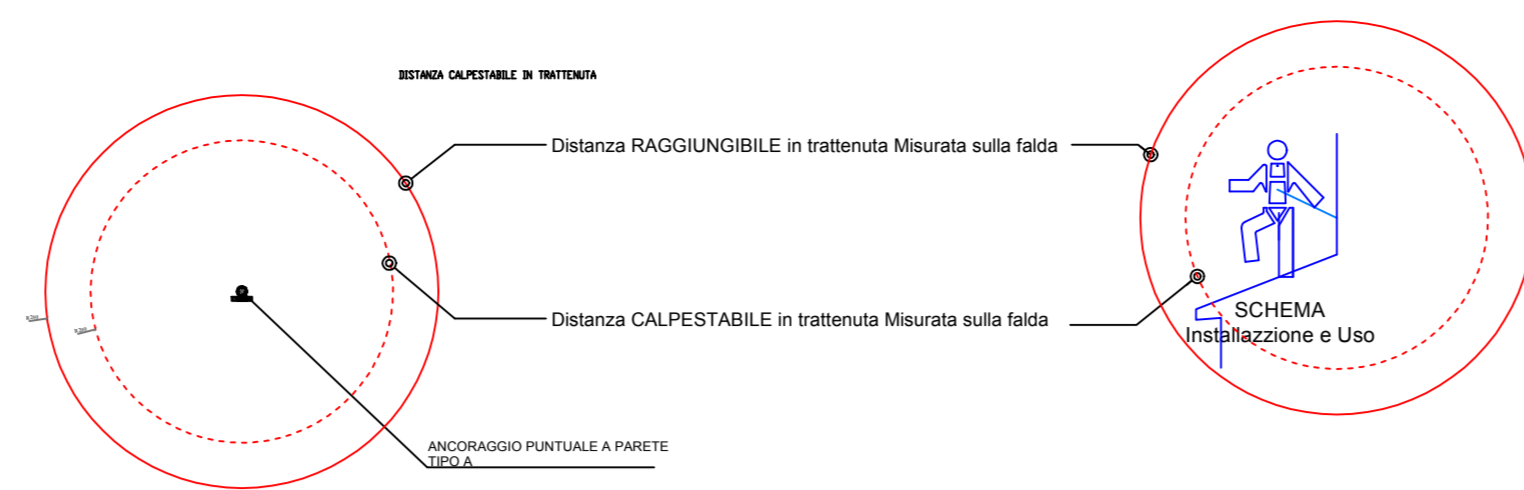 DISTANZA CALPESTABILE IN TRATTENUTA
Distanza RAGGIUNGIBILE in trattenuta Misurata sulla falda
Distanza CALPESTABILE in trattenuta Misurata sulla falda
SCHEMA
Installazzione e Uso
ANCORAGGIO PUNTUALE A PARETE
TIPO A